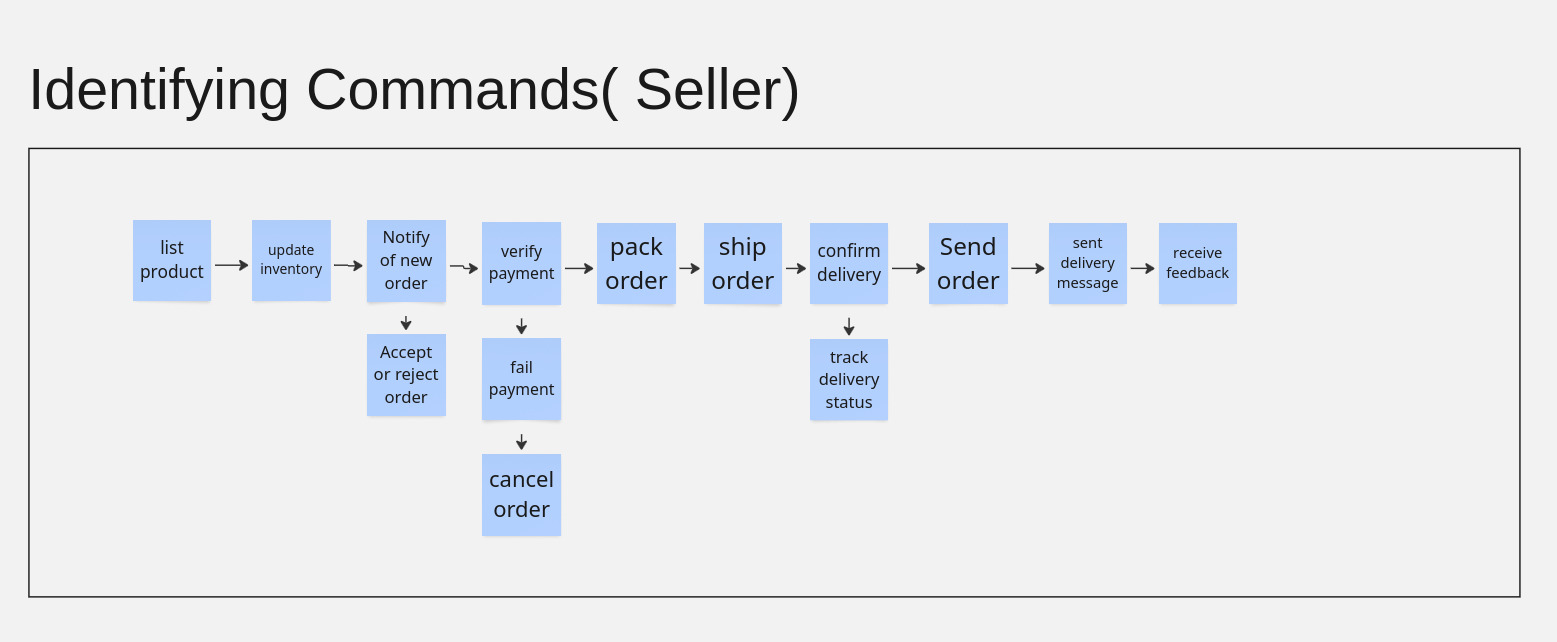 Identifying Commands( Seller)
list
product
update
inventory
Notify
of new
order
verify
payment
pack
order
ship
order
confirm
delivery
Send
order
sent
delivery
message
receive
feedback
Accept
or reject
order
fail
payment
track
delivery
status
cancel
order